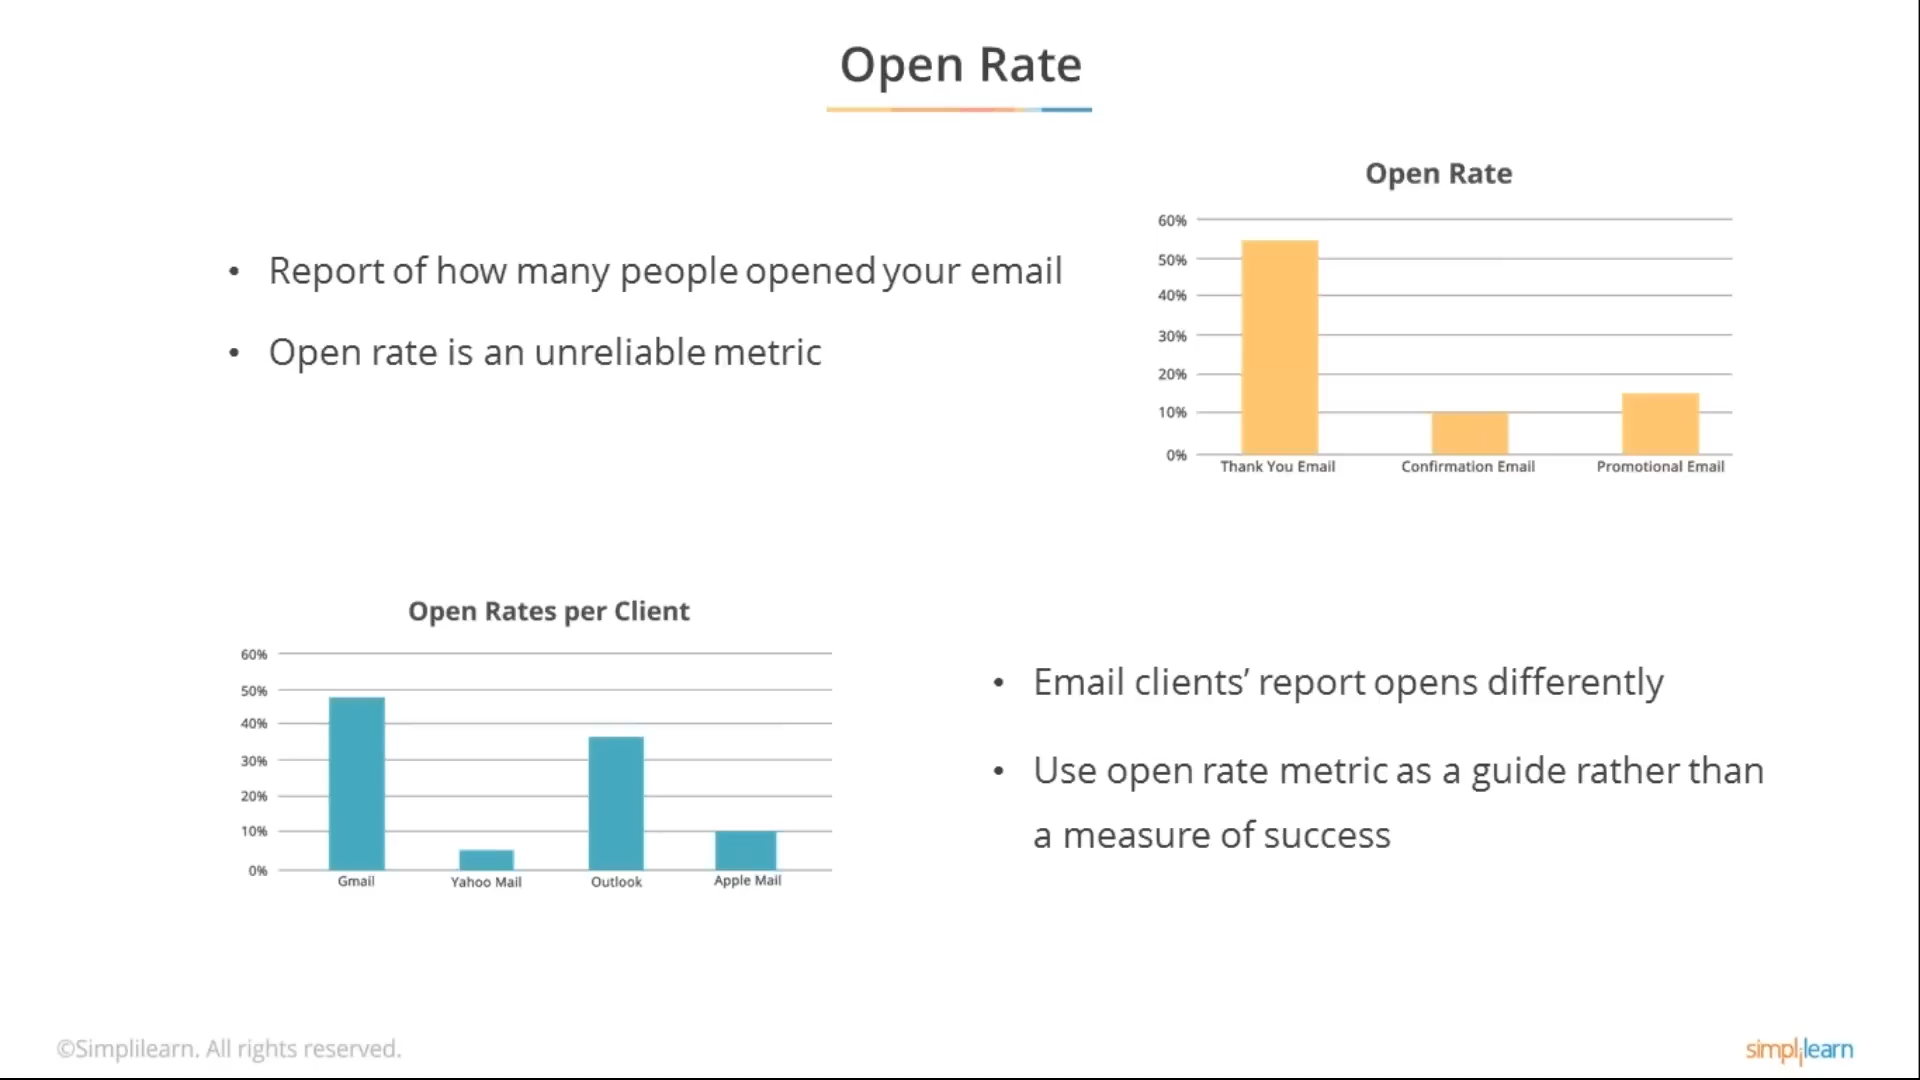 Open Rate
• Report of how many people opened your email
• Open rate is an unreliable metric
Open Rate
60%
50%
40%
30%
20%
10%
0%
Thank You Email Confirmation Email Promotional Email
Open Rates per Client
60%
50%
40%
30%
20%
10%
0%
Gmail Yahoo Mail Outlook Apple Mail
• Email clients’ report opens differently
• Use open rate metric as a guide rather than
a measure of success
©Simplilearn. All rights reserved.
simplilearn